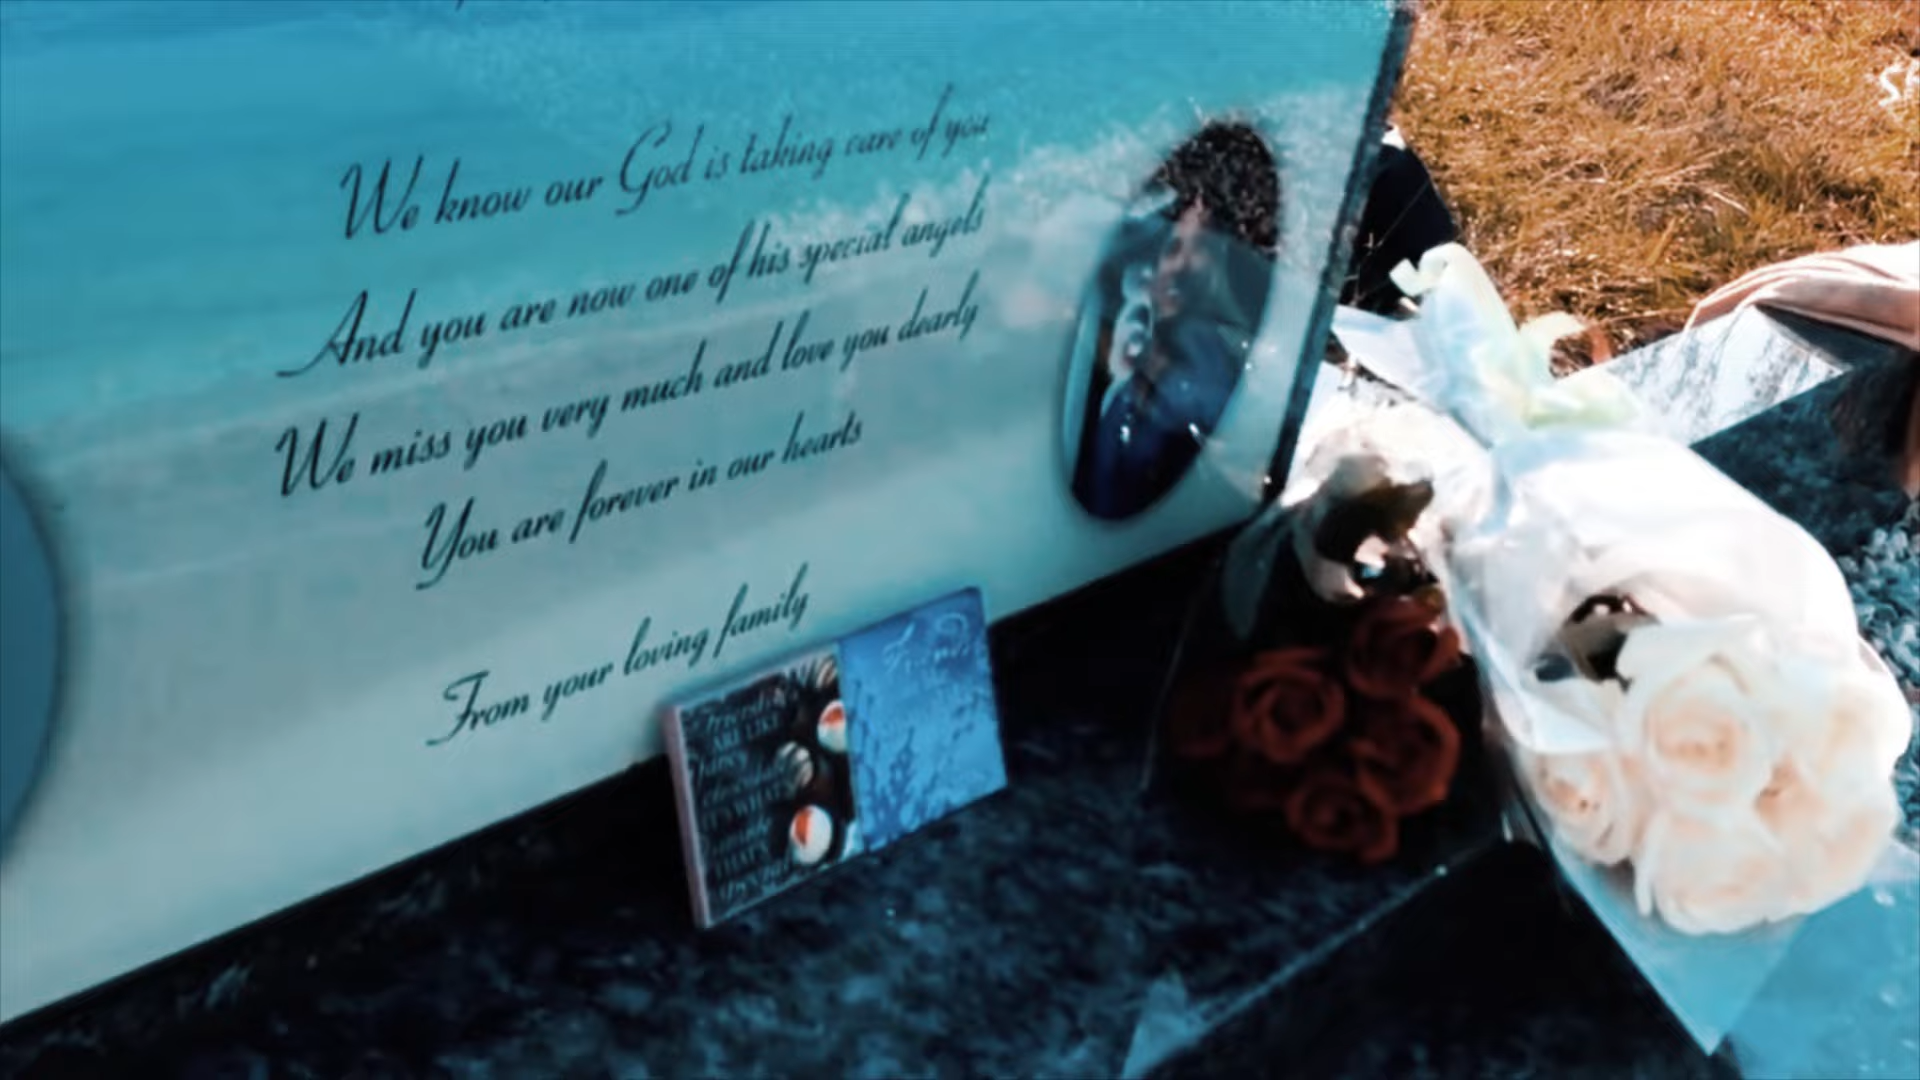 We know our God is taking care of you
And you are now one of his special angels
We miss you very much and love you dearly
You are forever in our hearts
From your loving family
Friends
ARE LIKE
fancy
chocolate
IT'S WHAT'S
inside
THAT'S
special